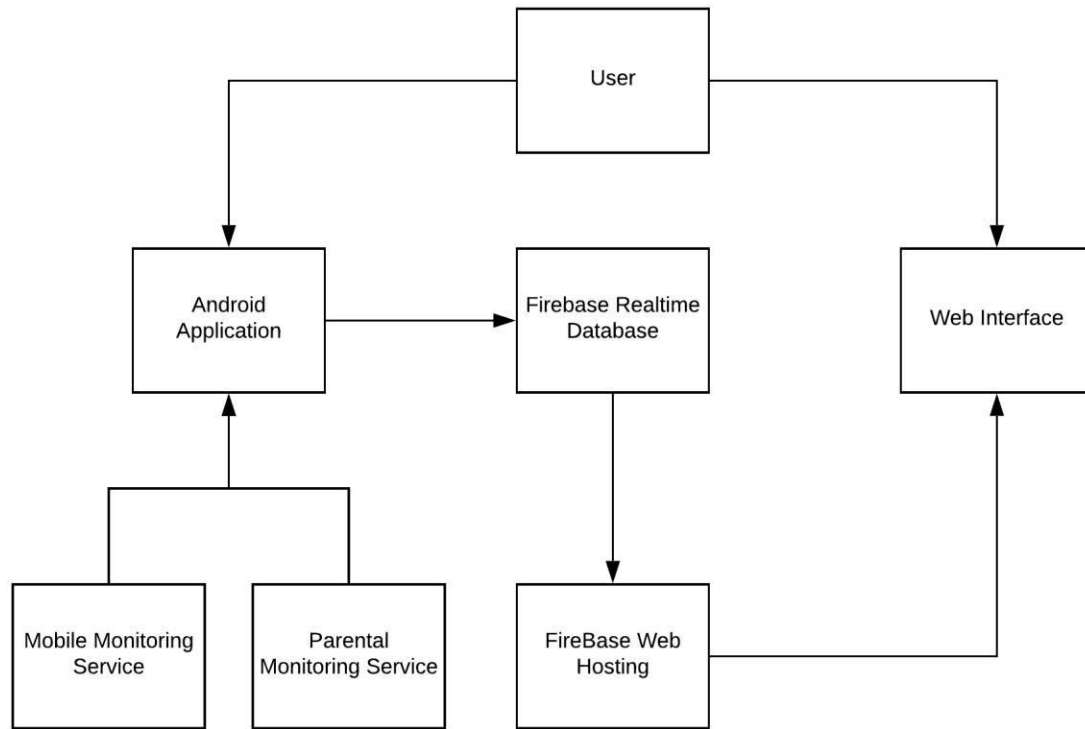 User
Android
Application
Firebase Realtime
Database
Web Interface
Mobile Monitoring
Service
Parental
Monitoring Service
FireBase Web
Hosting